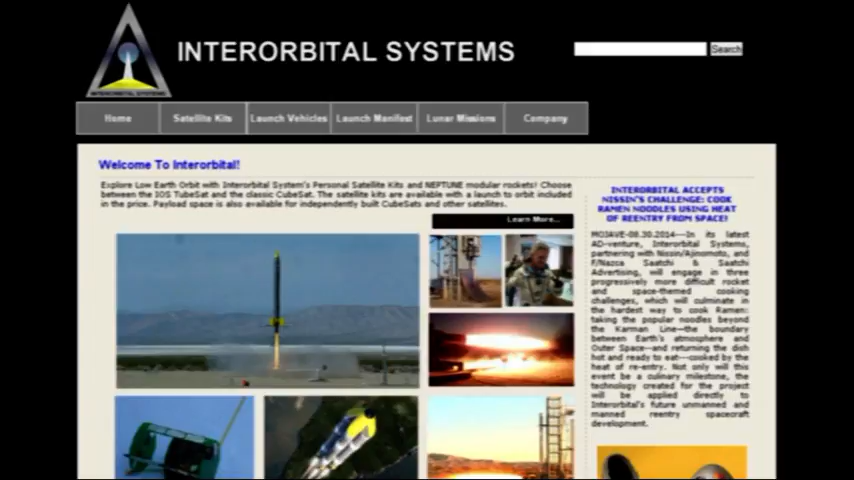 INTERORBITAL SYSTEMS
INTERORBITAL SYSTEMS
Search
Home
Satellite Kits
Launch Vehicles
Launch Manifest
Lunar Missions
Company
Welcome To Interorbital!
Explore Low Earth Orbit with Interorbital System's Personal Satellite Kits and NEPTUNE modular rockets! Choose
between the IOS TubeSat and the classic CubeSat. The satellite kits are available with a launch to orbit included
in the price. Payload space is also available for independently built CubeSats and other satellites.
Learn More...
INTERORBITAL ACCEPTS
NISSIN'S CHALLENGE: COOK
RAMEN NOODLES USING HEAT
OF REENTRY FROM SPACE!
MOJAVE-08.30.2014---In its latest
AD-venture, Interorbital Systems,
partnering with Nissin/Ajinomoto, and
F/Nazca Saatchi & Saatchi
Advertising, will engage in three
progressively more difficult rocket
and space-themed cooking
challenges, which will culminate in
the hardest way to cook Ramen:
taking the popular noodles beyond
the Karman Line—the boundary
between Earth's atmosphere and
Outer Space—and returning the dish
hot and ready to eat---cooked by the
heat of re-entry. Not only will this
event be a culinary milestone, the
technology created for the project
will be applied directly to
Interorbital's future unmanned and
manned reentry spacecraft
development.